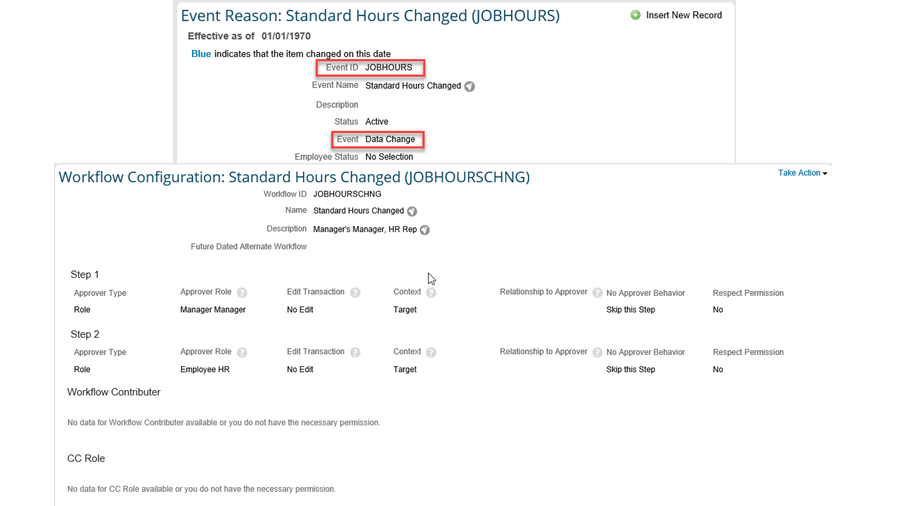 Event Reason: Standard Hours Changed (JOBHOURS)
Insert New Record
Effective as of 01/01/1970
Blue indicates that the item changed on this date
Event ID JOBHOURS
Event Name Standard Hours Changed
Description
Status Active
Event Data Change
Employee Status No Selection
Workflow Configuration: Standard Hours Changed (JOBHOURSCHNG)
Take Action
Workflow ID JOBHOURSCHNG
Name Standard Hours Changed
Description Manager's Manager, HR Rep
Future Dated Alternate Workflow
Step 1
Approver Type Approver Role ? Edit Transaction ? Context ? Relationship to Approver ? No Approver Behavior Respect Permission
Role Manager Manager No Edit Target Skip this Step No
Step 2
Approver Type Approver Role ? Edit Transaction ? Context ? Relationship to Approver ? No Approver Behavior Respect Permission
Role Employee HR No Edit Target Skip this Step No
Workflow Contributer
No data for Workflow Contributer available or you do not have the necessary permission.
CC Role
No data for CC Role available or you do not have the necessary permission.